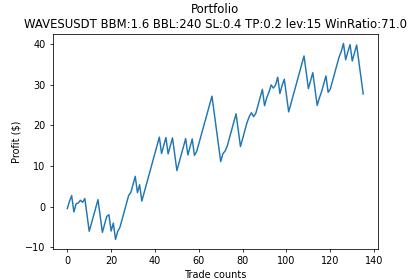 Portfolio
WAVESUSDT BBM:1.6 BBL:240 SL:0.4 TP:0.2 lev:15 WinRatio:71.0
40
30
20
10
0
−10
Profit ($)
0 20 40 60 80 100 120 140
Trade counts